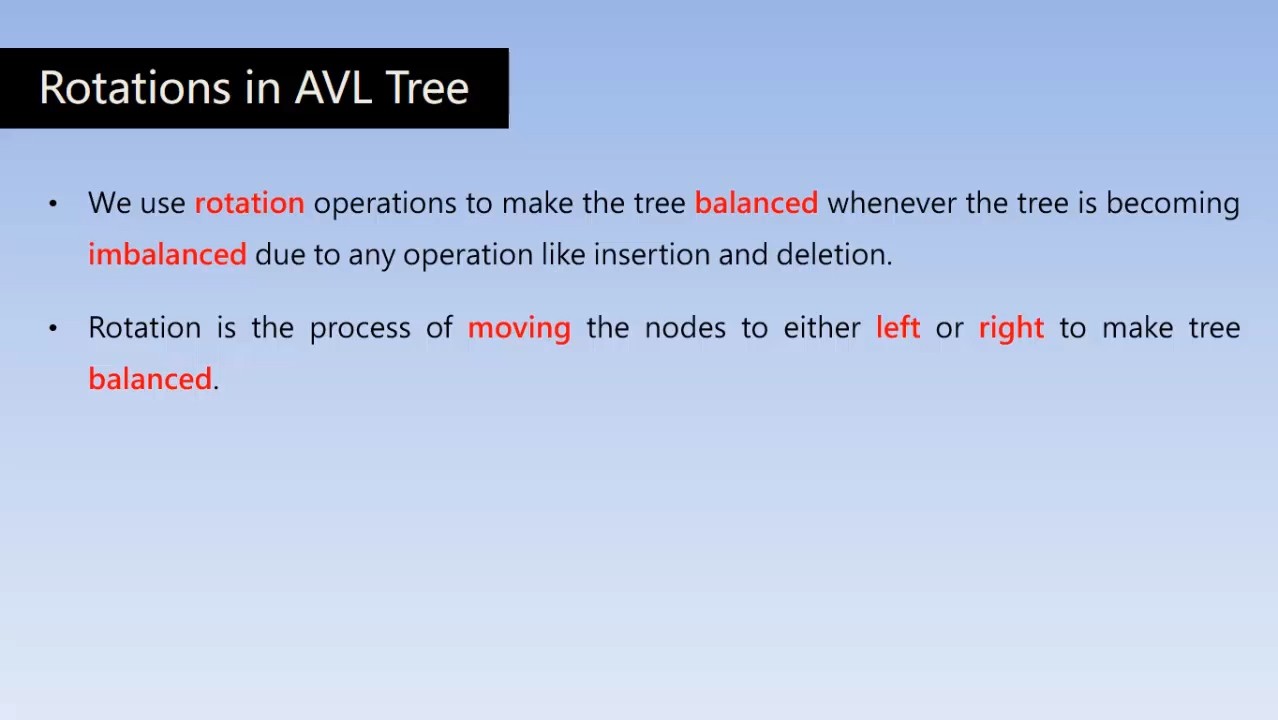 Rotations in AVL Tree
• We use rotation operations to make the tree balanced whenever the tree is becoming
imbalanced due to any operation like insertion and deletion.
• Rotation is the process of moving the nodes to either left or right to make tree
balanced.